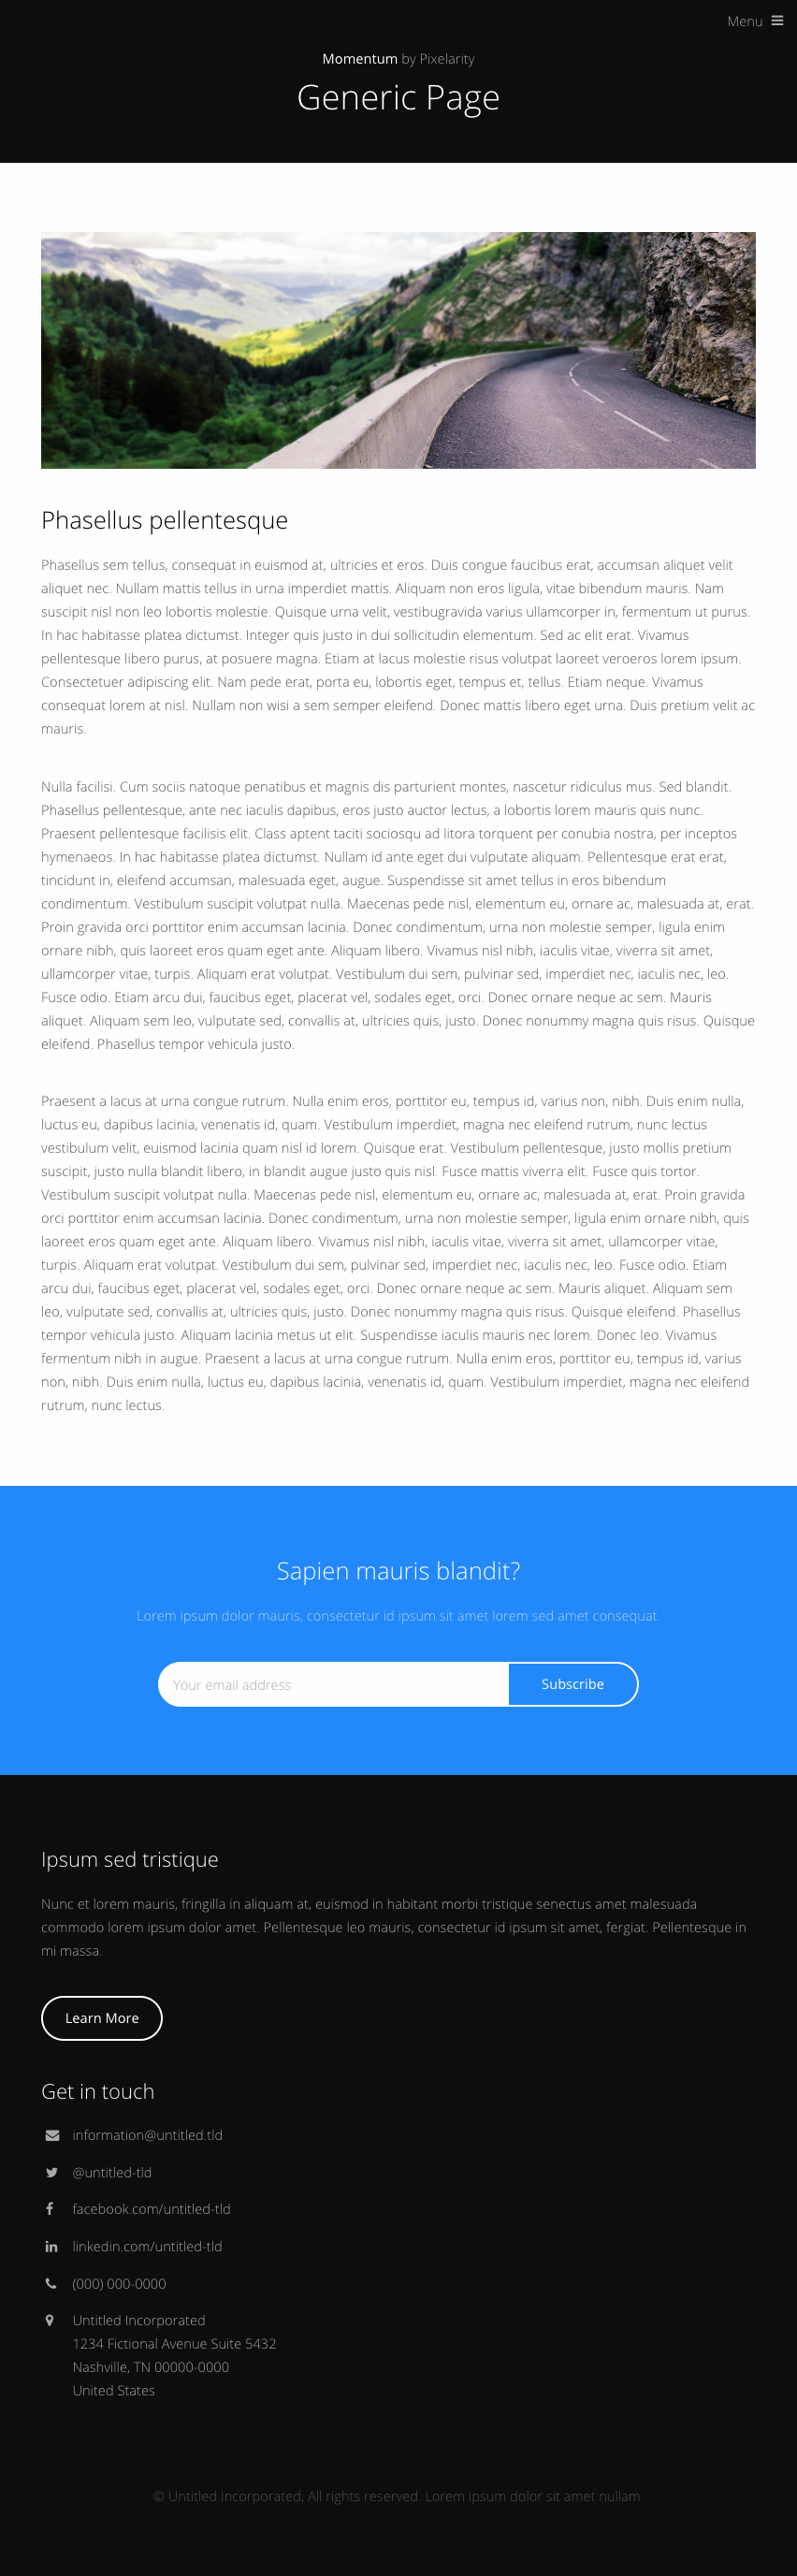 Menu
Momentum by Pixelarity
Generic Page
Phasellus pellentesque
Phasellus sem tellus, consequat in euismod at, ultricies et eros. Duis congue faucibus erat, accumsan aliquet velit
aliquet nec. Nullam mattis tellus in urna imperdiet mattis. Aliquam non eros ligula, vitae bibendum mauris. Nam
suscipit nisl non leo lobortis molestie. Quisque urna velit, vestibugravida varius ullamcorper in, fermentum ut purus.
In hac habitasse platea dictumst. Integer quis justo in dui sollicitudin elementum. Sed ac elit erat. Vivamus
pellentesque libero purus, at posuere magna. Etiam at lacus molestie risus volutpat laoreet veroeros lorem ipsum.
Consectetuer adipiscing elit. Nam pede erat, porta eu, lobortis eget, tempus et, tellus. Etiam neque. Vivamus
consequat lorem at nisl. Nullam non wisi a sem semper eleifend. Donec mattis libero eget urna. Duis pretium velit ac
mauris.
Nulla facilisi. Cum sociis natoque penatibus et magnis dis parturient montes, nascetur ridiculus mus. Sed blandit.
Phasellus pellentesque, ante nec iaculis dapibus, eros justo auctor lectus, a lobortis lorem mauris quis nunc.
Praesent pellentesque facilisis elit. Class aptent taciti sociosqu ad litora torquent per conubia nostra, per inceptos
hymenaeos. In hac habitasse platea dictumst. Nullam id ante eget dui vulputate aliquam. Pellentesque erat erat,
tincidunt in, eleifend accumsan, malesuada eget, augue. Suspendisse sit amet tellus in eros bibendum
condimentum. Vestibulum suscipit volutpat nulla. Maecenas pede nisl, elementum eu, ornare ac, malesuada at, erat.
Proin gravida orci porttitor enim accumsan lacinia. Donec condimentum, urna non molestie semper, ligula enim
ornare nibh, quis laoreet eros quam eget ante. Aliquam libero. Vivamus nisl nibh, iaculis vitae, viverra sit amet,
ullamcorper vitae, turpis. Aliquam erat volutpat. Vestibulum dui sem, pulvinar sed, imperdiet nec, iaculis nec, leo.
Fusce odio. Etiam arcu dui, faucibus eget, placerat vel, sodales eget, orci. Donec ornare neque ac sem. Mauris
aliquet. Aliquam sem leo, vulputate sed, convallis at, ultricies quis, justo. Donec nonummy magna quis risus. Quisque
eleifend. Phasellus tempor vehicula justo.
Praesent a lacus at urna congue rutrum. Nulla enim eros, porttitor eu, tempus id, varius non, nibh. Duis enim nulla,
luctus eu, dapibus lacinia, venenatis id, quam. Vestibulum imperdiet, magna nec eleifend rutrum, nunc lectus
vestibulum velit, euismod lacinia quam nisl id lorem. Quisque erat. Vestibulum pellentesque, justo mollis pretium
suscipit, justo nulla blandit libero, in blandit augue justo quis nisl. Fusce mattis viverra elit. Fusce quis tortor.
Vestibulum suscipit volutpat nulla. Maecenas pede nisl, elementum eu, ornare ac, malesuada at, erat. Proin gravida
orci porttitor enim accumsan lacinia. Donec condimentum, urna non molestie semper, ligula enim ornare nibh, quis
laoreet eros quam eget ante. Aliquam libero. Vivamus nisl nibh, iaculis vitae, viverra sit amet, ullamcorper vitae,
turpis. Aliquam erat volutpat. Vestibulum dui sem, pulvinar sed, imperdiet nec, iaculis nec, leo. Fusce odio. Etiam
arcu dui, faucibus eget, placerat vel, sodales eget, orci. Donec ornare neque ac sem. Mauris aliquet. Aliquam sem
leo, vulputate sed, convallis at, ultricies quis, justo. Donec nonummy magna quis risus. Quisque eleifend. Phasellus
tempor vehicula justo. Aliquam lacinia metus ut elit. Suspendisse iaculis mauris nec lorem. Donec leo. Vivamus
fermentum nibh in augue. Praesent a lacus at urna congue rutrum. Nulla enim eros, porttitor eu, tempus id, varius
non, nibh. Duis enim nulla, luctus eu, dapibus lacinia, venenatis id, quam. Vestibulum imperdiet, magna nec eleifend
rutrum, nunc lectus.
Sapien mauris blandit?
Lorem ipsum dolor mauris, consectetur id ipsum sit amet lorem sed amet consequat.
Your email address
Subscribe
Ipsum sed tristique
Nunc et lorem mauris, fringilla in aliquam at, euismod in habitant morbi tristique senectus amet malesuada
commodo lorem ipsum dolor amet. Pellentesque leo mauris, consectetur id ipsum sit amet, fergiat. Pellentesque in
mi massa.
Learn More
Get in touch
information@untitled.tld
@untitled-tld
facebook.com/untitled-tld
linkedin.com/untitled-tld
(000) 000-0000
Untitled Incorporated
1234 Fictional Avenue Suite 5432
Nashville, TN 00000-0000
United States
© Untitled Incorporated, All rights reserved. Lorem ipsum dolor sit amet nullam.